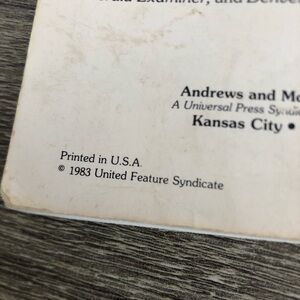 Examiner, and
Andrews and
A Universal Press
Kansas City •
Printed in U.S.A.
© 1983 United Feature Syndicate